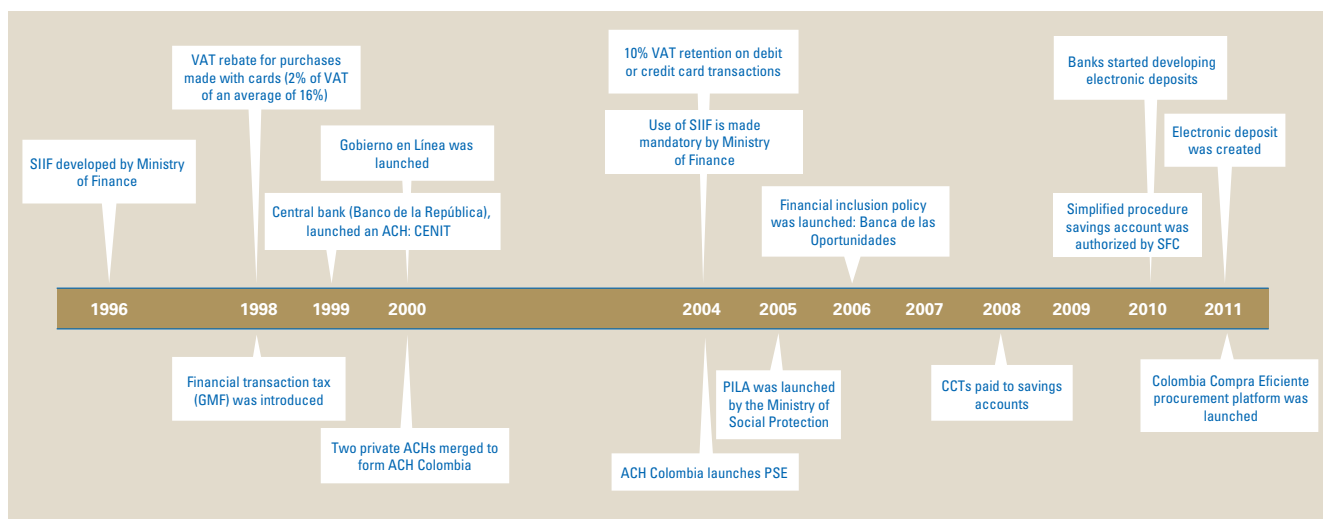 VAT rebate for purchases
made with cards (2% of VAT
of an average of 16%)
10% VAT retention on debit
or credit card transactions
Banks started developing
electronic deposits
SIIF developed by Ministry
of Finance
Gobierno en Línea was
launched
Use of SIIF is made
mandatory by Ministry
of Finance
Electronic deposit
was created
Central bank (Banco de la República),
launched an ACH: CENIT
Financial inclusion policy
was launched: Banca de las
Oportunidades
Simplified procedure
savings account was
authorized by SFC
1996 1998 1999 2000 2004 2005 2006 2007 2008 2009 2010 2011
Financial transaction tax
(GMF) was introduced
Two private ACHs merged to
form ACH Colombia
ACH Colombia launches PSE
PILA was launched
by the Ministry of
Social Protection
CCTs paid to savings
accounts
Colombia Compra Eficiente
procurement platform was
launched